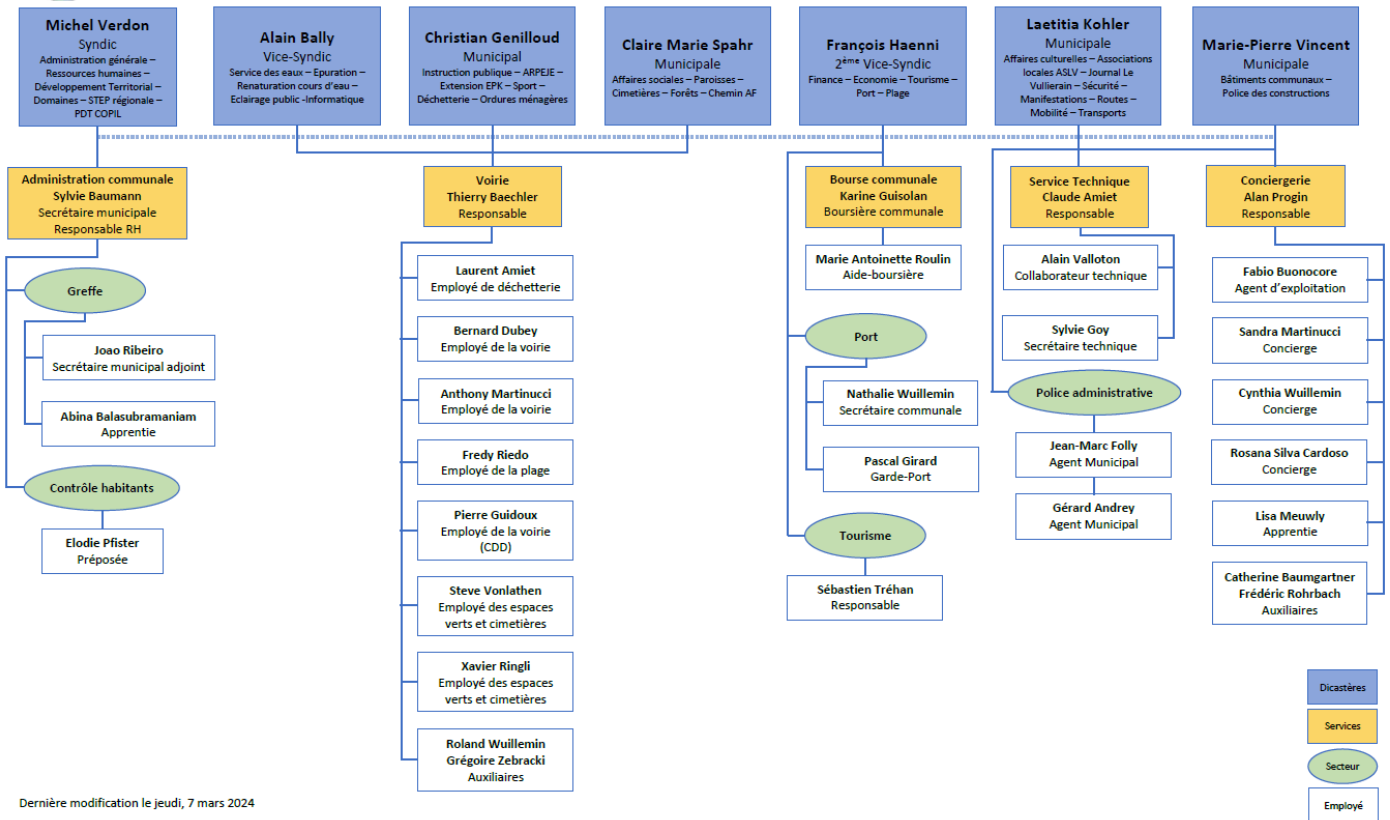 Michel Verdon
Syndic
Administration générale –
Ressources humaines –
Développement Territorial –
Domaines – STEP régionale –
PDT COPIL
Alain Bally
Vice-Syndic
Service des eaux – Epuration –
Renaturation cours d'eau –
Eclairage public -Informatique
Christian Genilloud
Municipal
Instruction publique – ARPEJE –
Extension EPK – Sport –
Déchetterie – Ordures ménagères
Claire Marie Spahr
Municipale
Affaires sociales – Paroisses –
Cimetières – Forêts – Chemin AF
François Haenni
2ème Vice-Syndic
Finance – Economie – Tourisme –
Port – Plage
Laetitia Kohler
Municipale
Affaires culturelles – Associations
locales ASLV – Journal Le
Vullierain – Sécurité –
Manifestations – Routes –
Mobilité – Transports
Marie-Pierre Vincent
Municipale
Bâtiments communaux –
Police des constructions
Administration communale
Sylvie Baumann
Secrétaire municipale
Responsable RH
Greffe
Joao Ribeiro
Secrétaire municipal adjoint
Abina Balasubramaniam
Apprentie
Contrôle habitants
Elodie Pfister
Préposée
Voirie
Thierry Baechler
Responsable
Laurent Amiet
Employé de déchetterie
Bernard Dubey
Employé de la voirie
Anthony Martinucci
Employé de la voirie
Fredy Riedo
Employé de la plage
Pierre Guidoux
Employé de la voirie
(CDD)
Steve Vonlathen
Employé des espaces
verts et cimetières
Xavier Ringli
Employé des espaces
verts et cimetières
Roland Wuillemin
Grégoire Zebracki
Auxiliaires
Bourse communale
Karine Guisolan
Boursière communale
Marie Antoinette Roulin
Aide-boursière
Port
Nathalie Wuillemin
Secrétaire communale
Pascal Girard
Garde-Port
Tourisme
Sébastien Tréhan
Responsable
Service Technique
Claude Amiet
Responsable
Alain Valloton
Collaborateur technique
Sylvie Goy
Secrétaire technique
Police administrative
Jean-Marc Folly
Agent Municipal
Gérard Andrey
Agent Municipal
Conciergerie
Alan Progin
Responsable
Fabio Buonocore
Agent d'exploitation
Sandra Martinucci
Concierge
Cynthia Wuillemin
Concierge
Rosana Silva Cardoso
Concierge
Lisa Meuwly
Apprentie
Catherine Baumgartner
Frédéric Rohrbach
Auxiliaires
Dicastères
Services
Secteur
Employé
Dernière modification le jeudi, 7 mars 2024